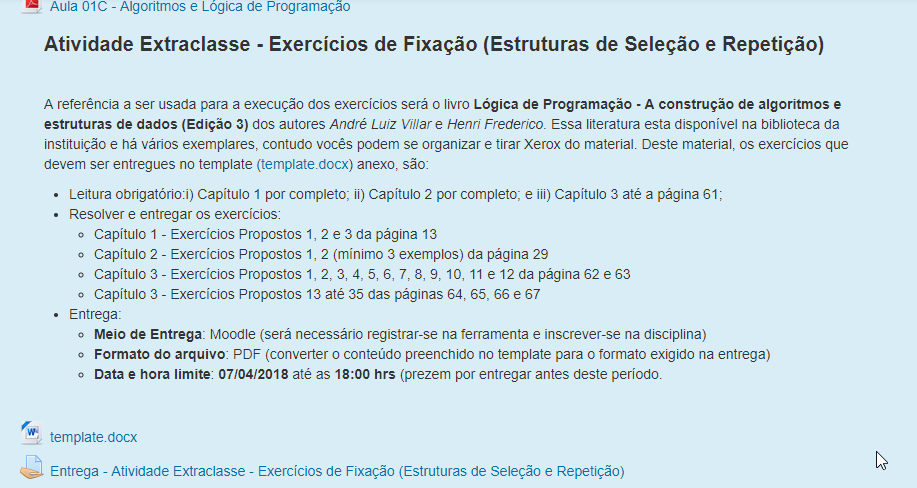 Aula 01C - Algoritmos e Lógica de Programação
Atividade Extraclasse - Exercícios de Fixação (Estruturas de Seleção e Repetição)
A referência a ser usada para a execução dos exercícios será o livro Lógica de Programação - A construção de algoritmos e
estruturas de dados (Edição 3) dos autores André Luiz Villar e Henri Frederico. Essa literatura esta disponível na biblioteca da
instituição e há vários exemplares, contudo vocês podem se organizar e tirar Xerox do material. Deste material, os exercícios que
devem ser entregues no template (template.docx) anexo, são:
• Leitura obrigatório:i) Capítulo 1 por completo; ii) Capítulo 2 por completo; e iii) Capítulo 3 até a página 61;
• Resolver e entregar os exercícios:
◦ Capítulo 1 - Exercícios Propostos 1, 2 e 3 da página 13
◦ Capítulo 2 - Exercícios Propostos 1, 2 (mínimo 3 exemplos) da página 29
◦ Capítulo 3 - Exercícios Propostos 1, 2, 3, 4, 5, 6, 7, 8, 9, 10, 11 e 12 da página 62 e 63
◦ Capítulo 3 - Exercícios Propostos 13 até 35 das páginas 64, 65, 66 e 67
• Entrega:
◦ Meio de Entrega: Moodle (será necessário registrar-se na ferramenta e inscrever-se na disciplina)
◦ Formato do arquivo: PDF (converter o conteúdo preenchido no template para o formato exigido na entrega)
◦ Data e hora limite: 07/04/2018 até as 18:00 hrs (prezem por entregar antes deste período.
template.docx
Entrega - Atividade Extraclasse - Exercícios de Fixação (Estruturas de Seleção e Repetição)